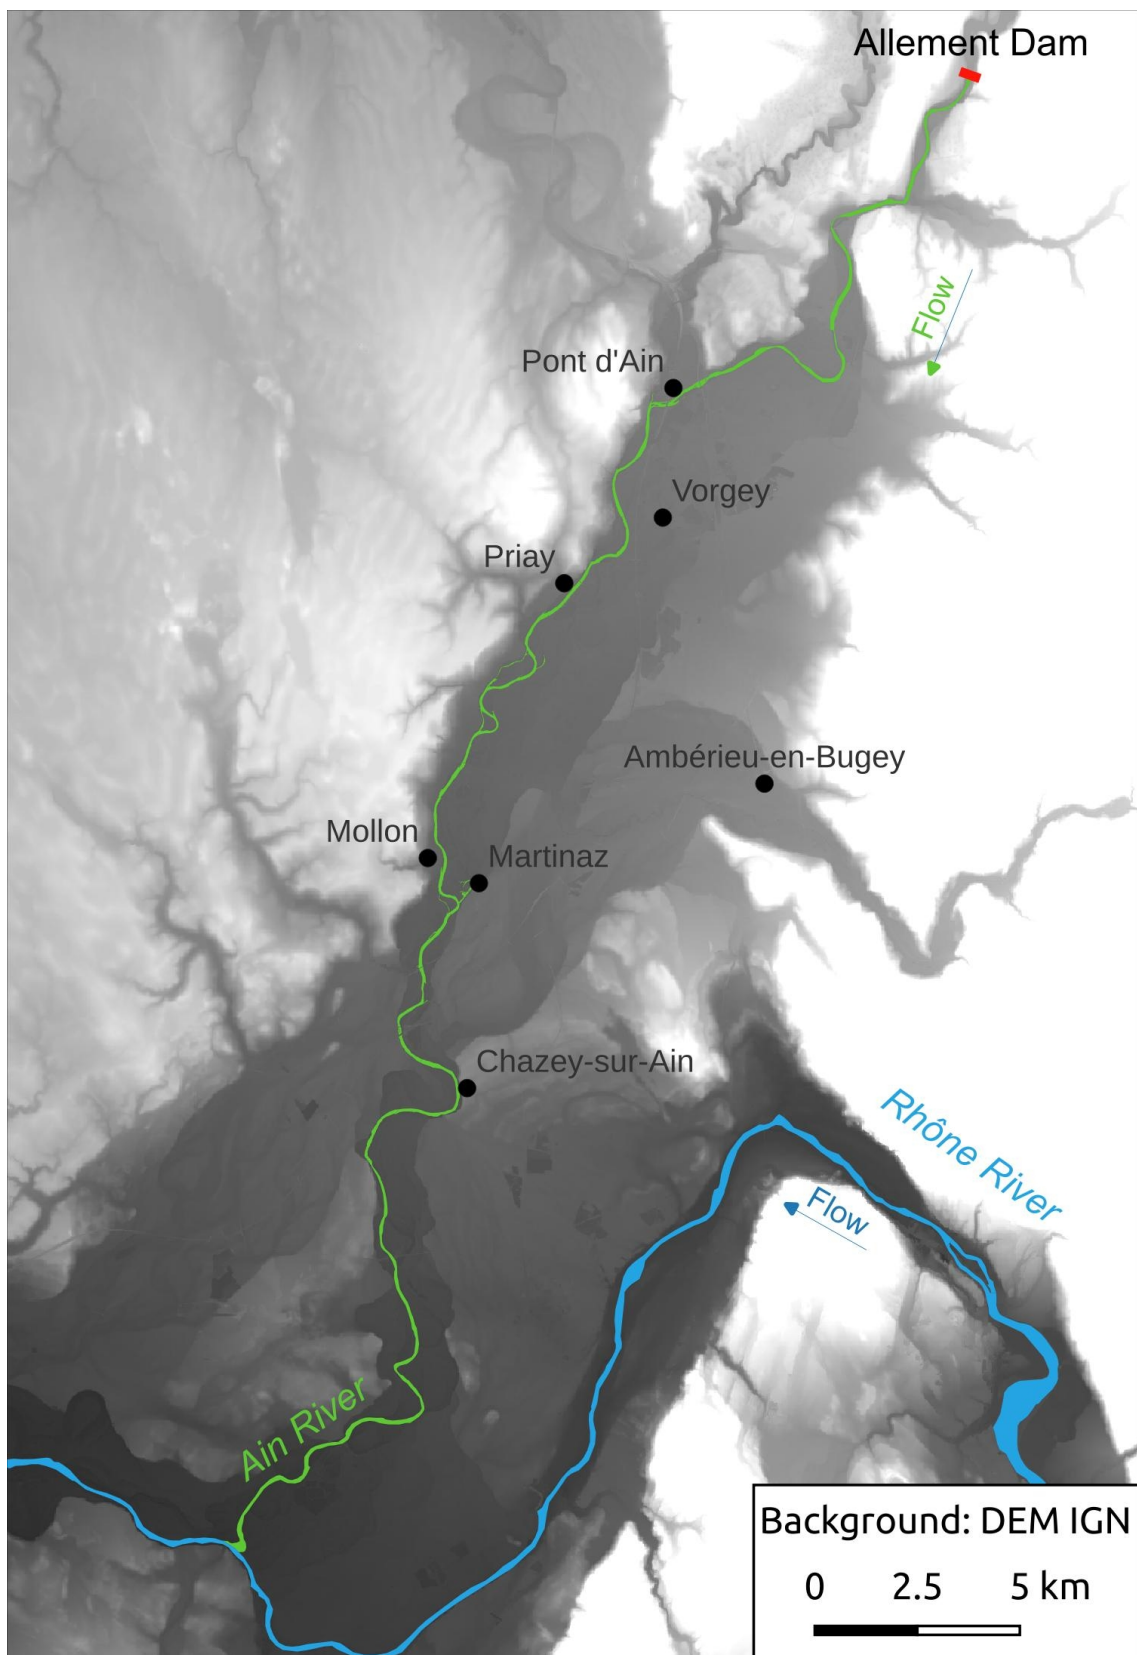 Allement Dam
Flow
Pont d'Ain
Vorgey
Priay
Ambérieu-en-Bugey
Mollon
Martinaz
Chazey-sur-Ain
Rhône River
Flow
Ain River
Background: DEM IGN
0 2.5 5 km